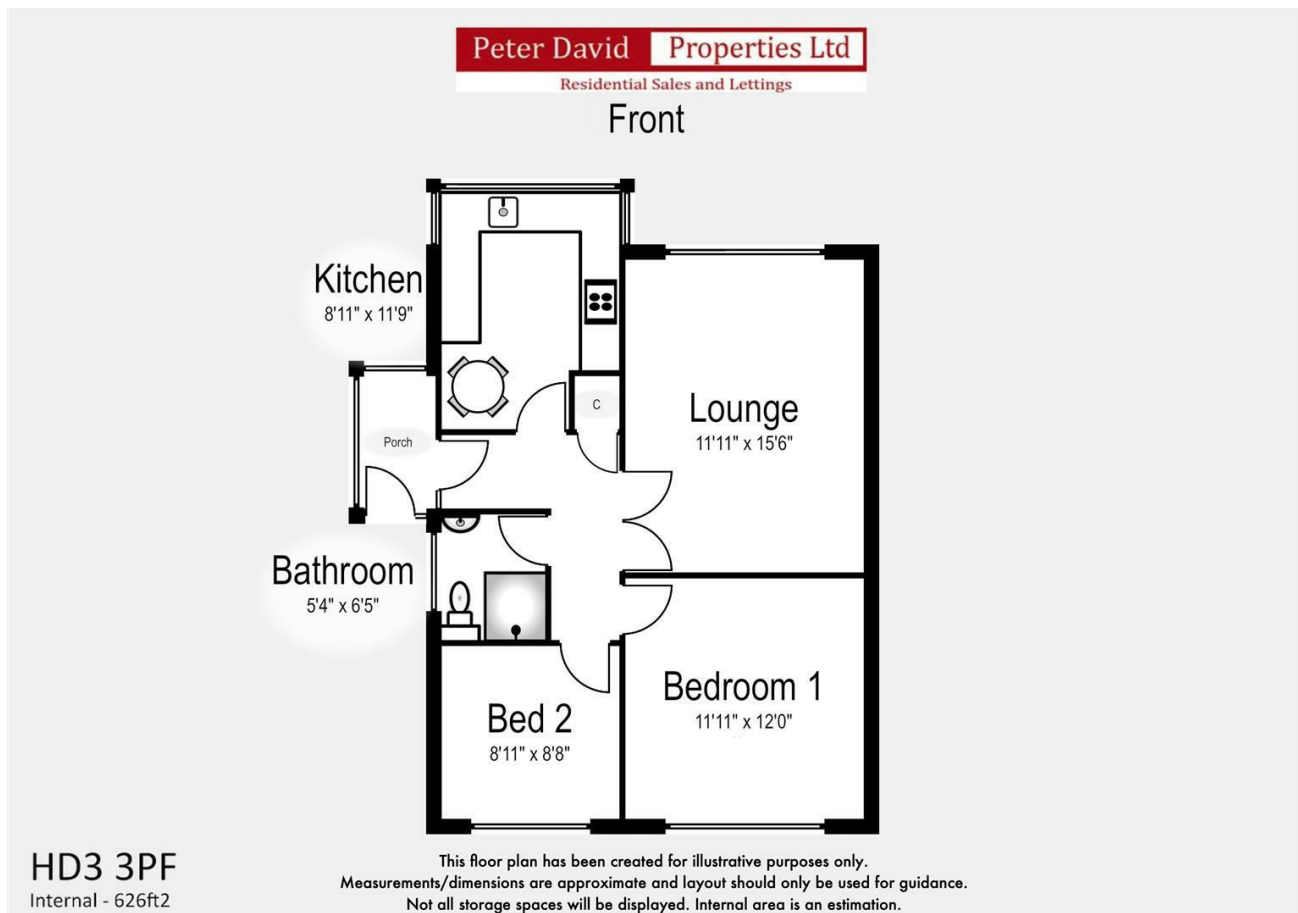 Peter David Properties Ltd
Residential Sales and Lettings
Front
Kitchen
8'11" x 11'9"
C
Lounge
11'11" x 15'6"
Porch
Bathroom
5'4" x 6'5"
Bedroom 1
11'11" x 12'0"
Bed 2
8'11" x 8'8"
HD3 3PF
Internal - 626ft2
This floor plan has been created for illustrative purposes only.
Measurements/dimensions are approximate and layout should only be used for guidance.
Not all storage spaces will be displayed. Internal area is an estimation.